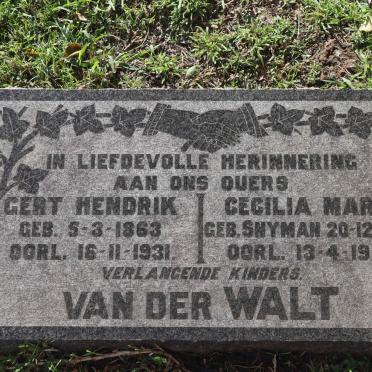 IN LIEFDEVOLLE HERINNERING
AAN ONS OUERS
GERT HENDRIK CECILIA MAR
GEB. 5-3-1863 GEB. SNYMAN 20-12
OORL. 16-11-1931. OORL. 13-4-19
VERLANGENDE KINDERS.
VAN DER WALT